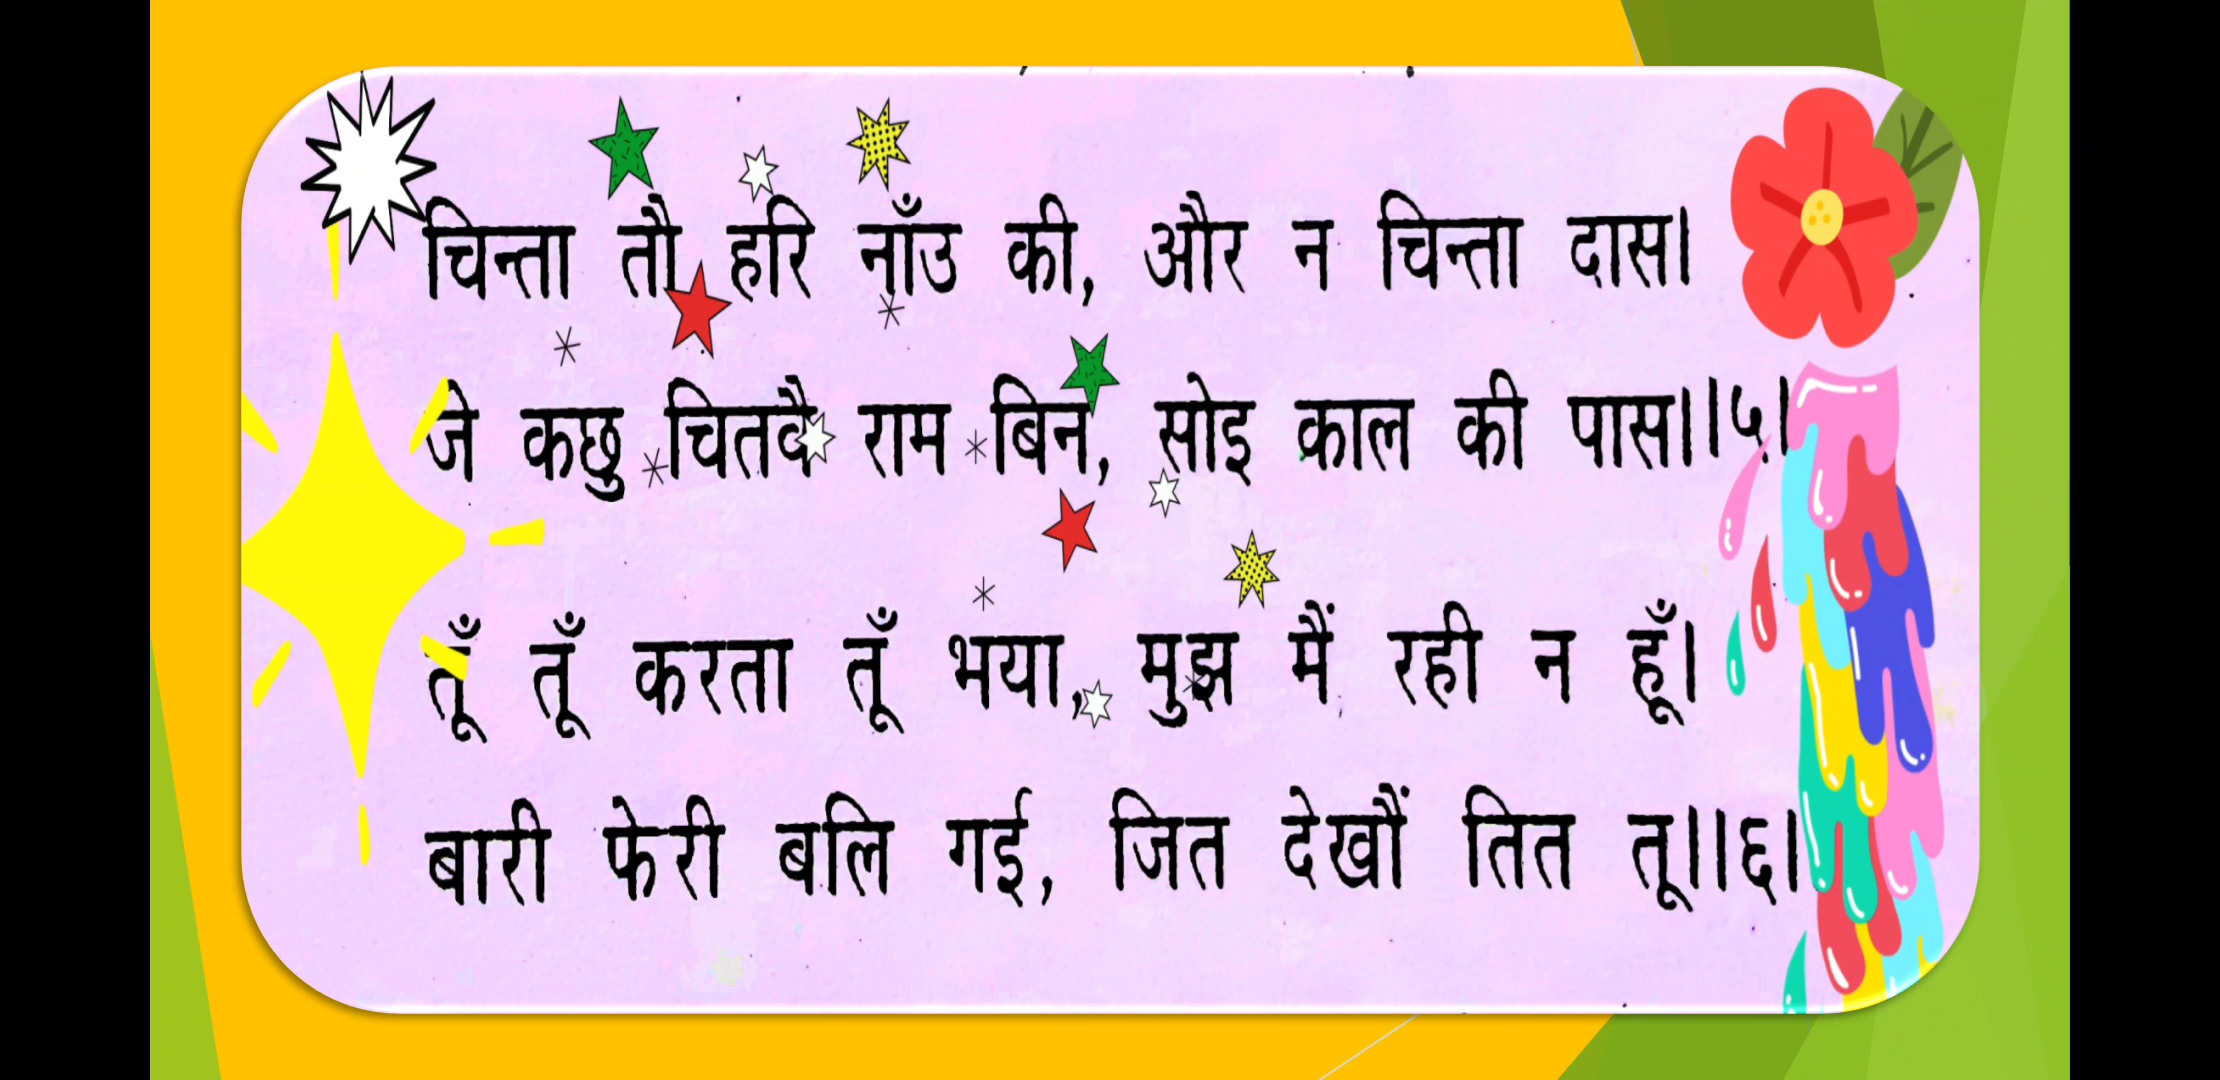 चिन्ता तौ हरि नाँउ की, और न चिन्ता दास।
जे कछु चितवै राम बिन, सोइ काल की पास।।५।
तूँ तूँ करता तूँ भया, मुझ मैं रही न हूँ।
बारी फेरी बलि गई, जित देखौं तित तू।।६।